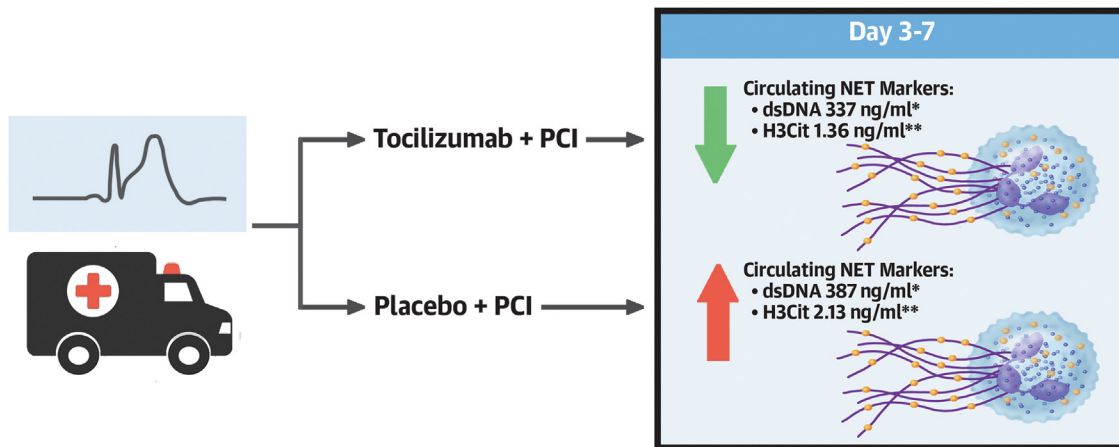 Day 3-7
Circulating NET Markers:
• dsDNA 337 ng/ml*
• H3Cit 1.36 ng/ml**
Tocilizumab + PCI
Circulating NET Markers:
• dsDNA 387 ng/ml*
• H3Cit 2.13 ng/ml**
Placebo + PCI